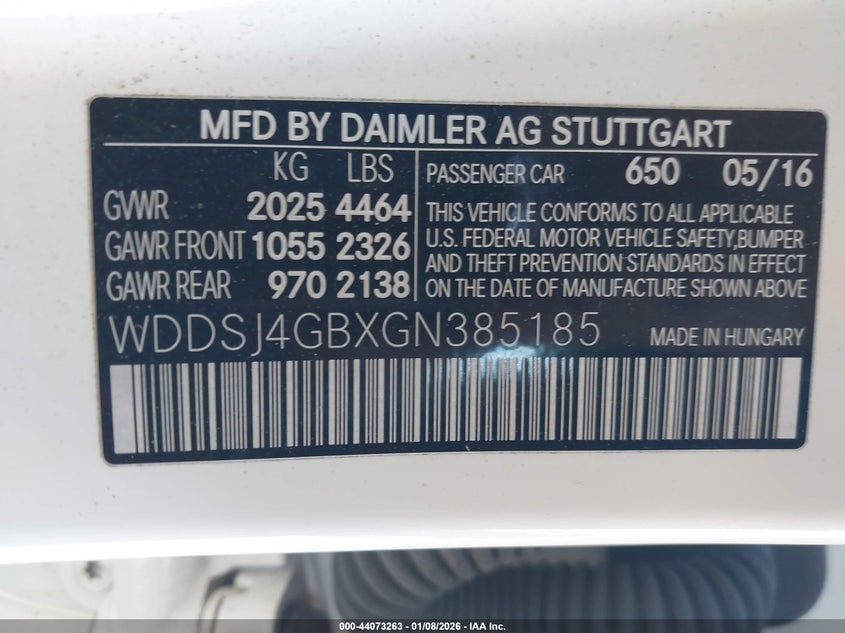 MFD BY DAIMLER AG STUTTGART
KG LBS
GVWR 2025 4464
GAWR FRONT 1055 2326
GAWR REAR 970 2138
PASSENGER CAR 650 05/16
THIS VEHICLE CONFORMS TO ALL APPLICABLE
U.S. FEDERAL MOTOR VEHICLE SAFETY,BUMPER
AND THEFT PREVENTION STANDARDS IN EFFECT
ON THE DATE OF MANUFACTURE SHOWN ABOVE
WDDSJ4GBXGN385185 MADE IN HUNGARY
000-44073263 - 01/08/2026 - IAA Inc.